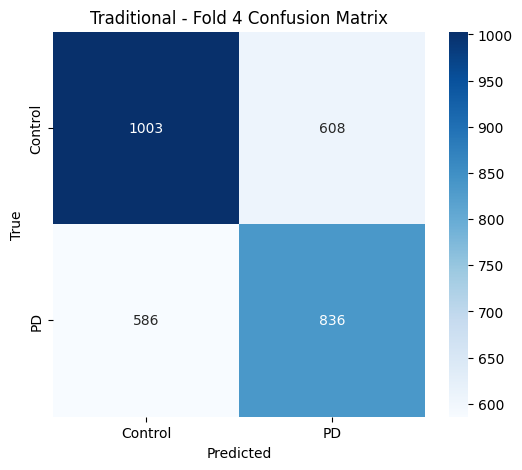 Traditional - Fold 4 Confusion Matrix
True
Control
PD
1003
608
586
836
Control
PD
Predicted
1000
950
900
850
800
750
700
650
600